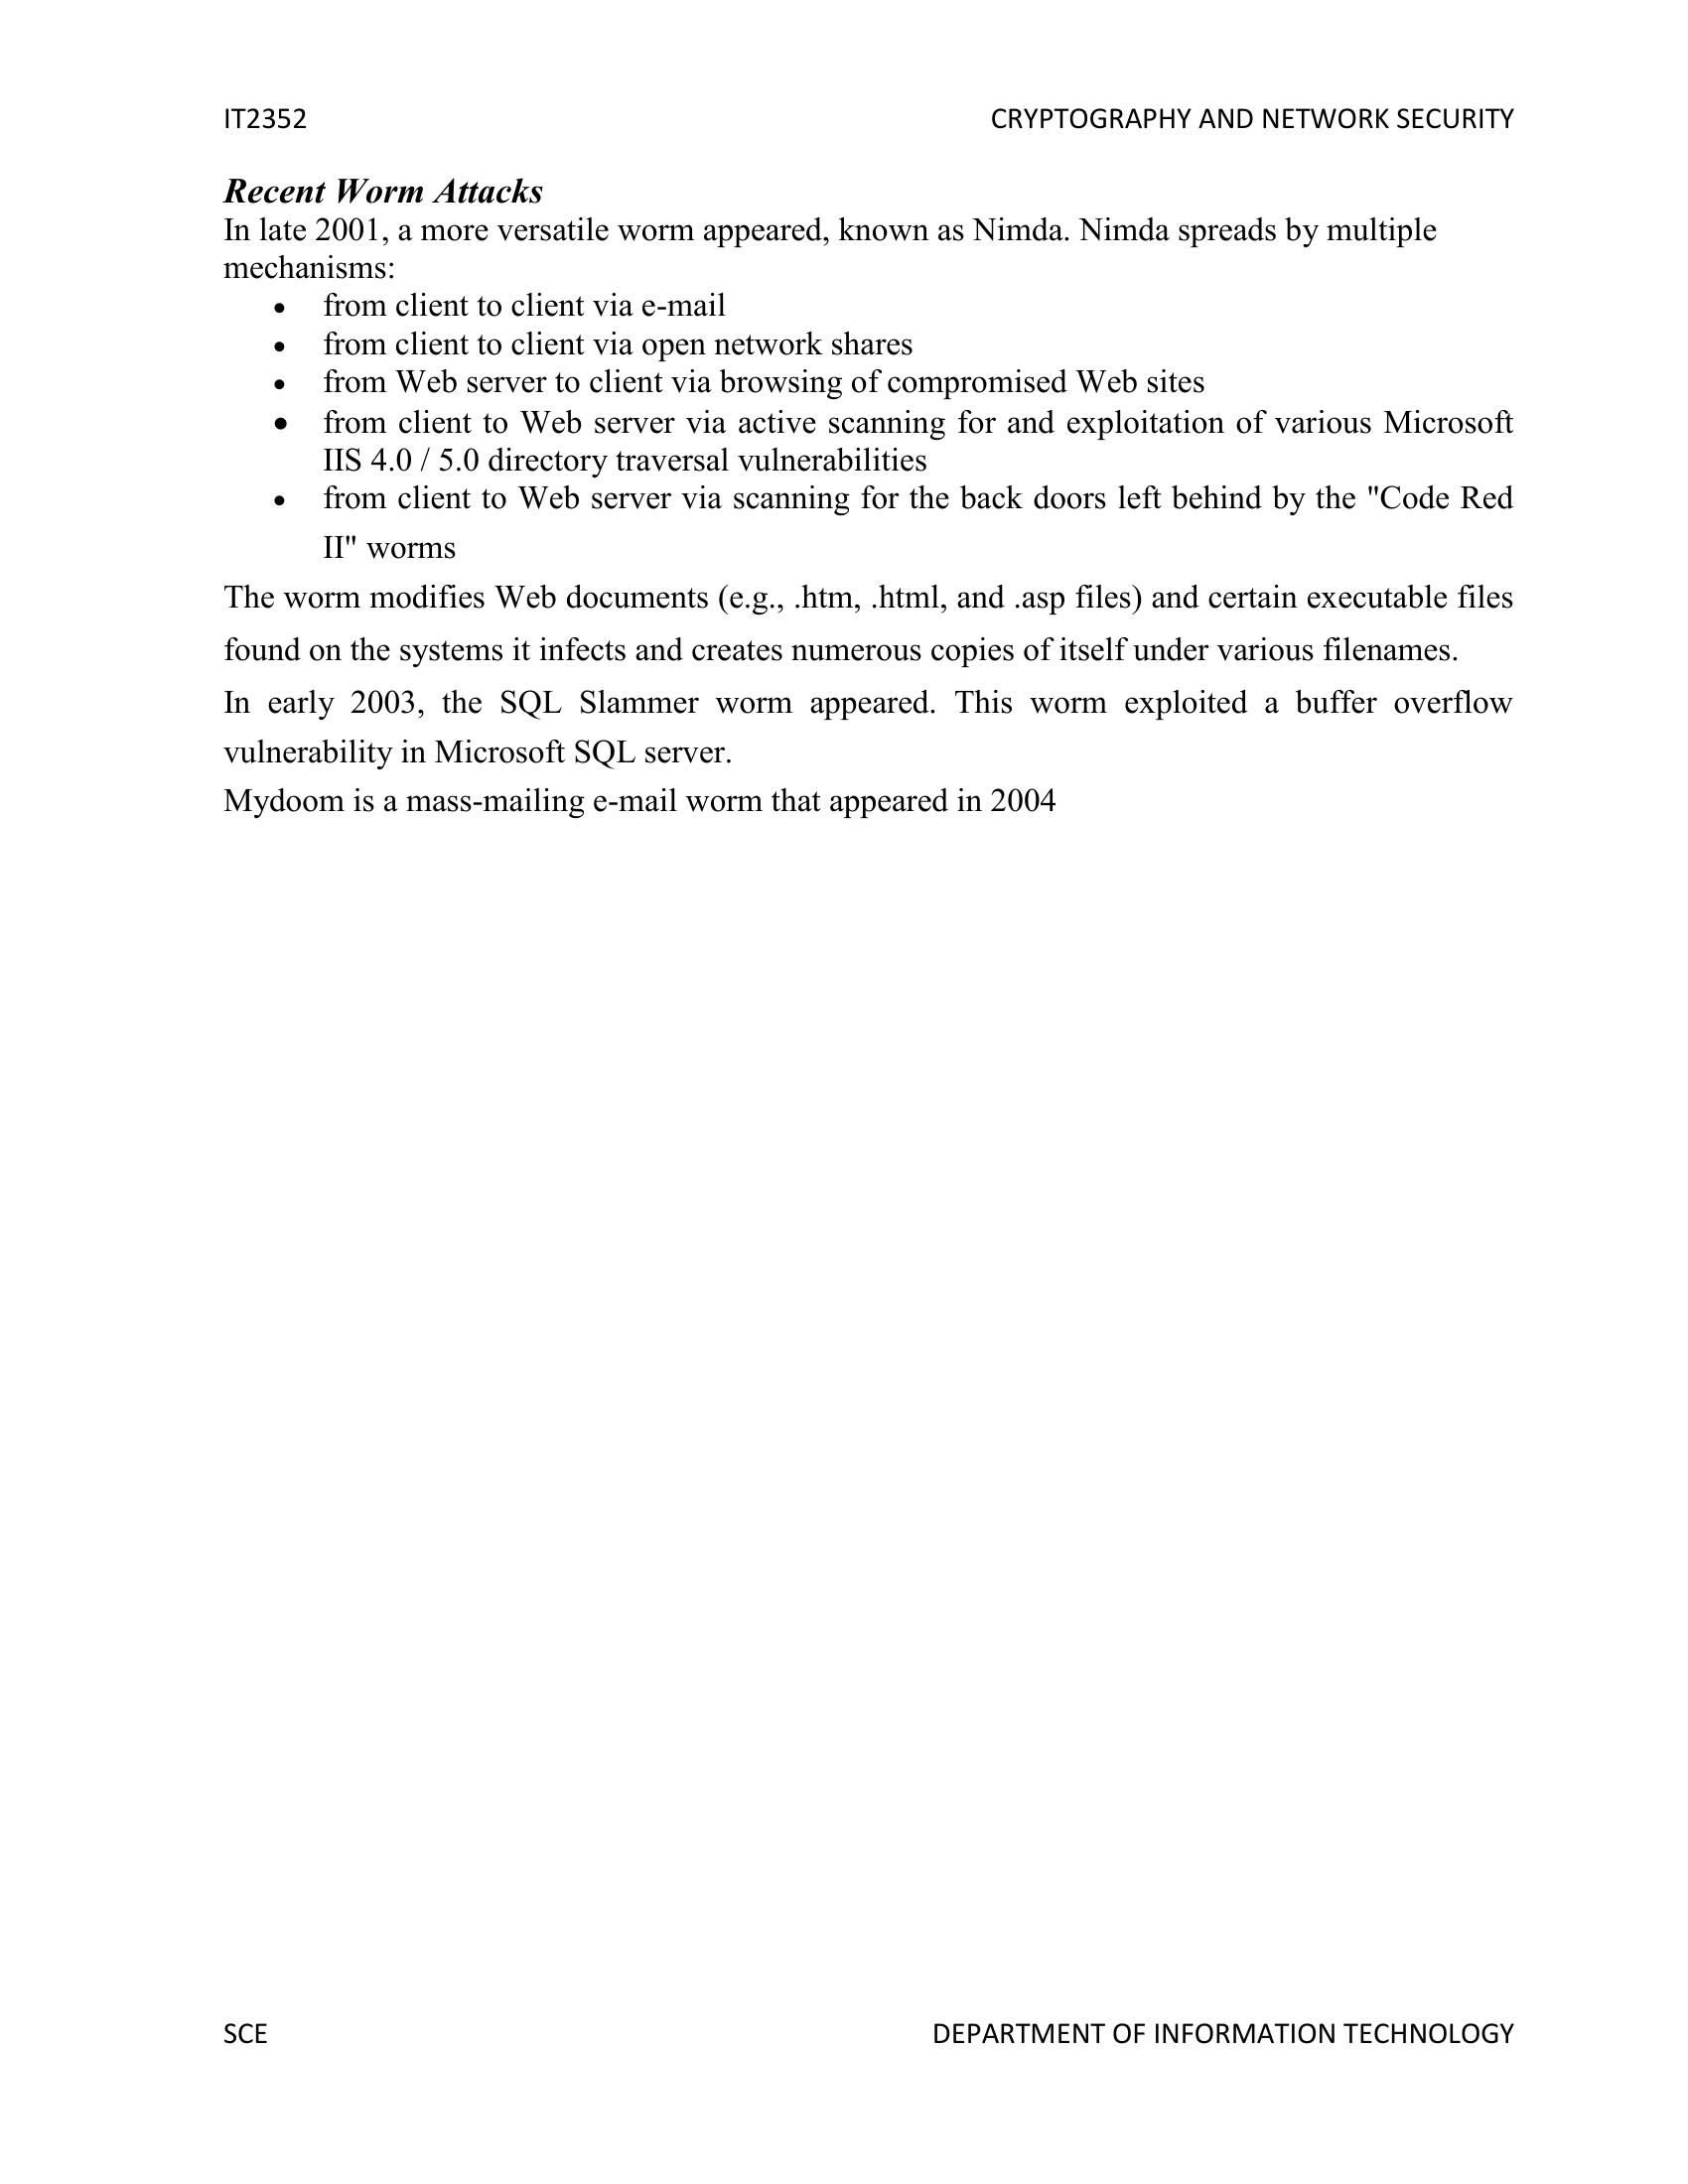 IT2352 CRYPTOGRAPHY AND NETWORK SECURITY
Recent Worm Attacks
In late 2001, a more versatile worm appeared, known as Nimda. Nimda spreads by multiple
mechanisms:
• from client to client via e-mail
• from client to client via open network shares
• from Web server to client via browsing of compromised Web sites
• from client to Web server via active scanning for and exploitation of various Microsoft
IIS 4.0 / 5.0 directory traversal vulnerabilities
• from client to Web server via scanning for the back doors left behind by the "Code Red
II" worms
The worm modifies Web documents (e.g., .htm, .html, and .asp files) and certain executable files
found on the systems it infects and creates numerous copies of itself under various filenames.
In early 2003, the SQL Slammer worm appeared. This worm exploited a buffer overflow
vulnerability in Microsoft SQL server.
Mydoom is a mass-mailing e-mail worm that appeared in 2004
SCE DEPARTMENT OF INFORMATION TECHNOLOGY